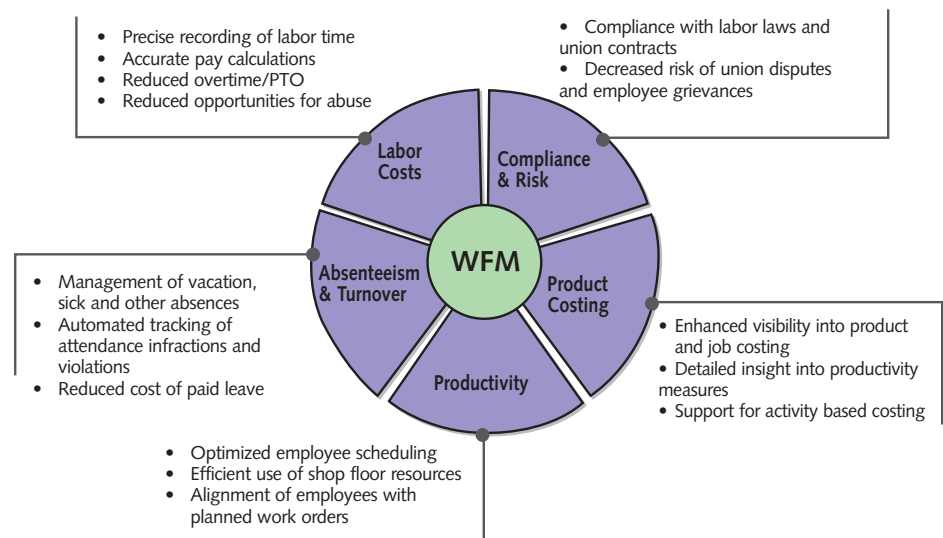 • Precise recording of labor time
• Accurate pay calculations
• Reduced overtime/PTO
• Reduced opportunities for abuse
• Compliance with labor laws and
union contracts
• Decreased risk of union disputes
and employee grievances
Labor
Costs
Compliance
& Risk
WFM
Absenteeism
& Turnover
Product
Costing
Productivity
• Management of vacation,
sick and other absences
• Automated tracking of
attendance infractions and
violations
• Reduced cost of paid leave
• Enhanced visibility into product
and job costing
• Detailed insight into productivity
measures
• Support for activity based costing
• Optimized employee scheduling
• Efficient use of shop floor resources
• Alignment of employees with
planned work orders